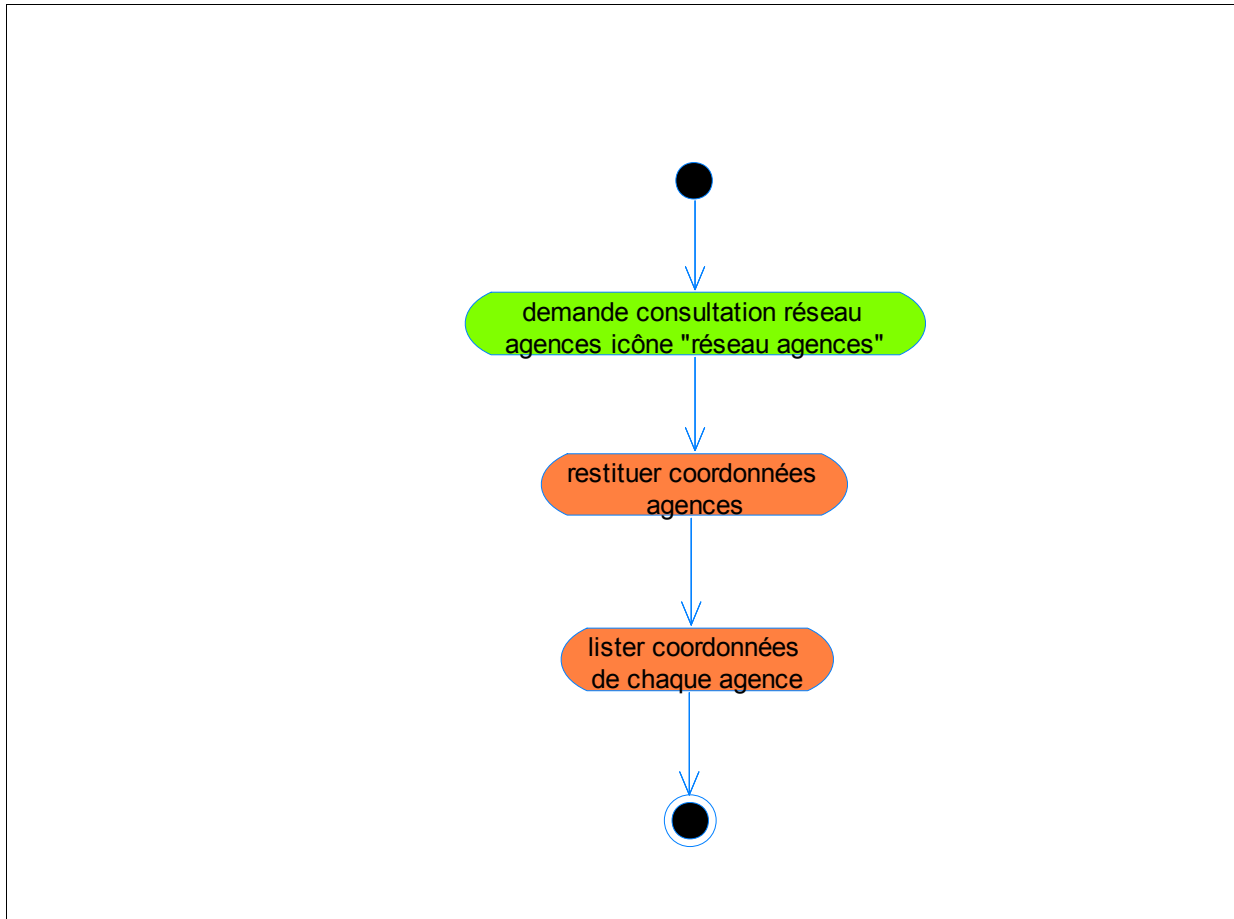 demande consultation réseau
agences icône "réseau agences"
restituer coordonnées
agences
lister coordonnées
de chaque agence